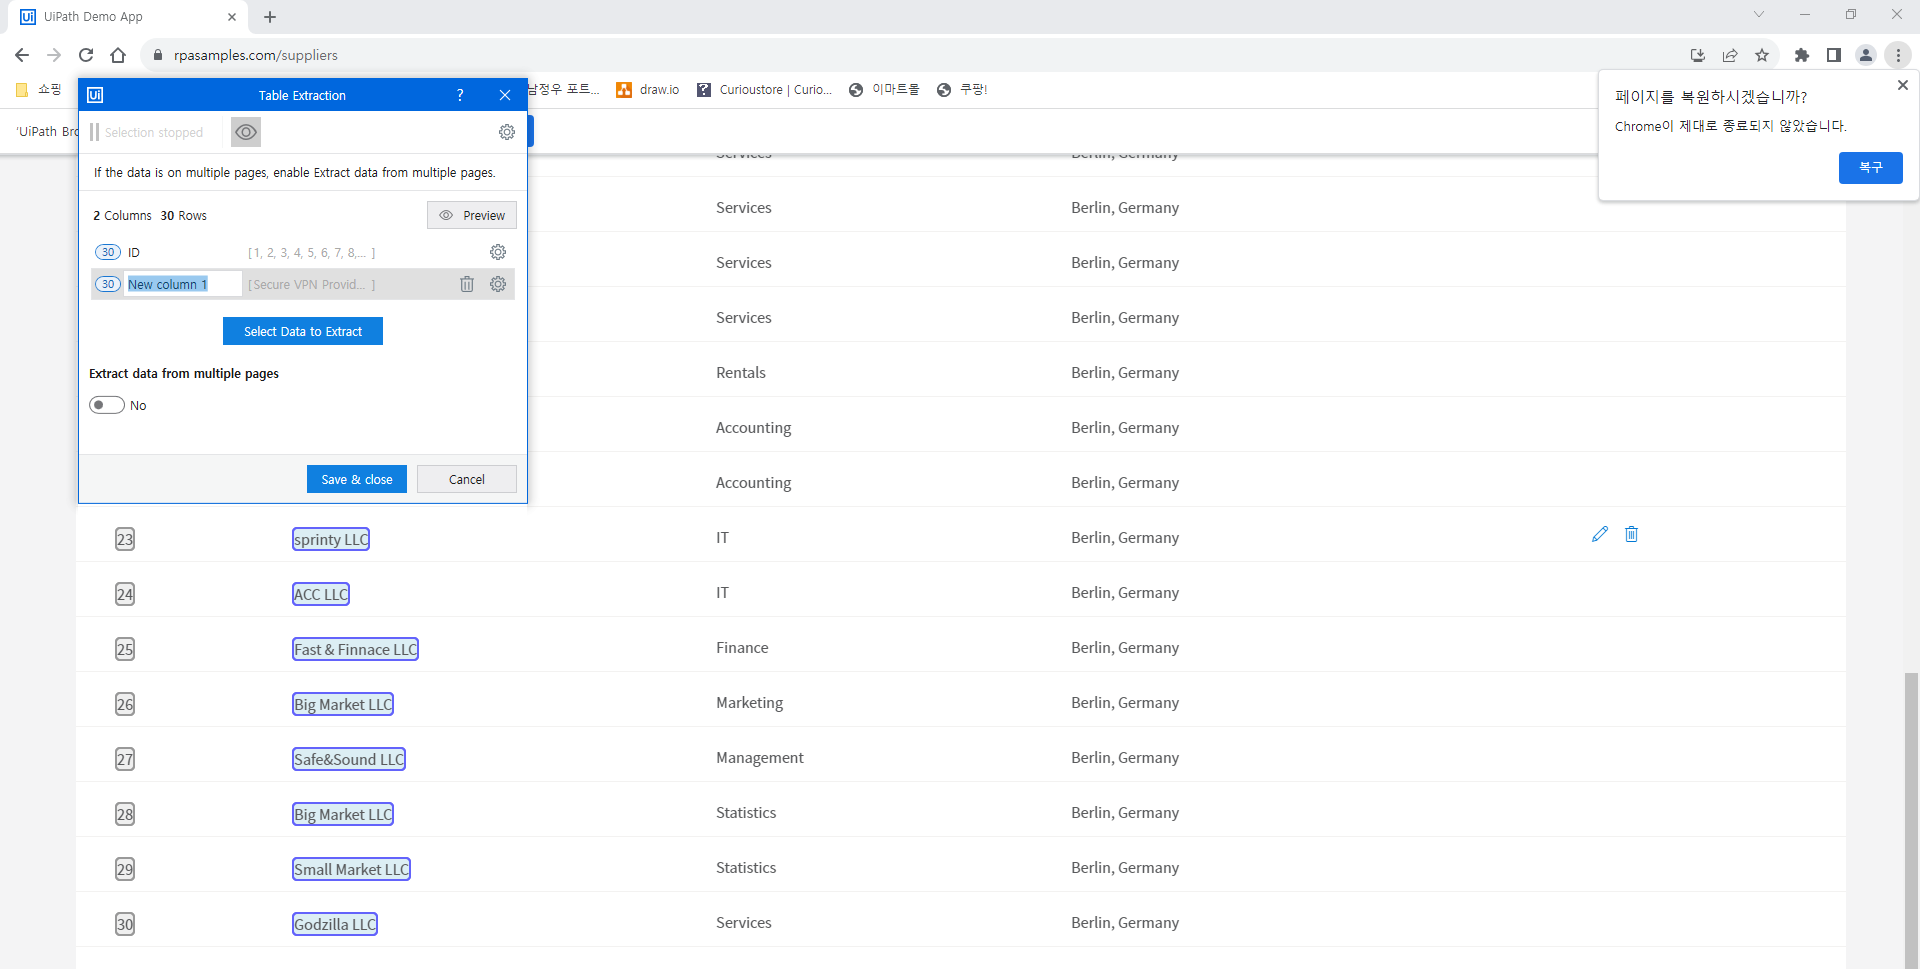 UiPath Demo App
rpasamples.com/suppliers
쇼핑
남정우 포트...
draw.io
Curioustore | Curio...
이마트몰
쿠팡!
'UiPath Bro
Table Extraction
?
Selection stopped
If the data is on multiple pages, enable Extract data from multiple pages.
2 Columns 30 Rows
Preview
30 ID [ 1, 2, 3, 4, 5, 6, 7, 8,... ]
30 New column 1 [Secure VPN Provid... ]
Select Data to Extract
Extract data from multiple pages
No
Save & close
Cancel
페이지를 복원하시겠습니까?
Chrome이 제대로 종료되지 않았습니다.
복구
Services Berlin, Germany
Services Berlin, Germany
Services Berlin, Germany
Services Berlin, Germany
Rentals Berlin, Germany
Accounting Berlin, Germany
Accounting Berlin, Germany
23 sprinty LLC IT Berlin, Germany
24 ACC LLC IT Berlin, Germany
25 Fast & Finnace LLC Finance Berlin, Germany
26 Big Market LLC Marketing Berlin, Germany
27 Safe&Sound LLC Management Berlin, Germany
28 Big Market LLC Statistics Berlin, Germany
29 Small Market LLC Statistics Berlin, Germany
30 Godzilla LLC Services Berlin, Germany